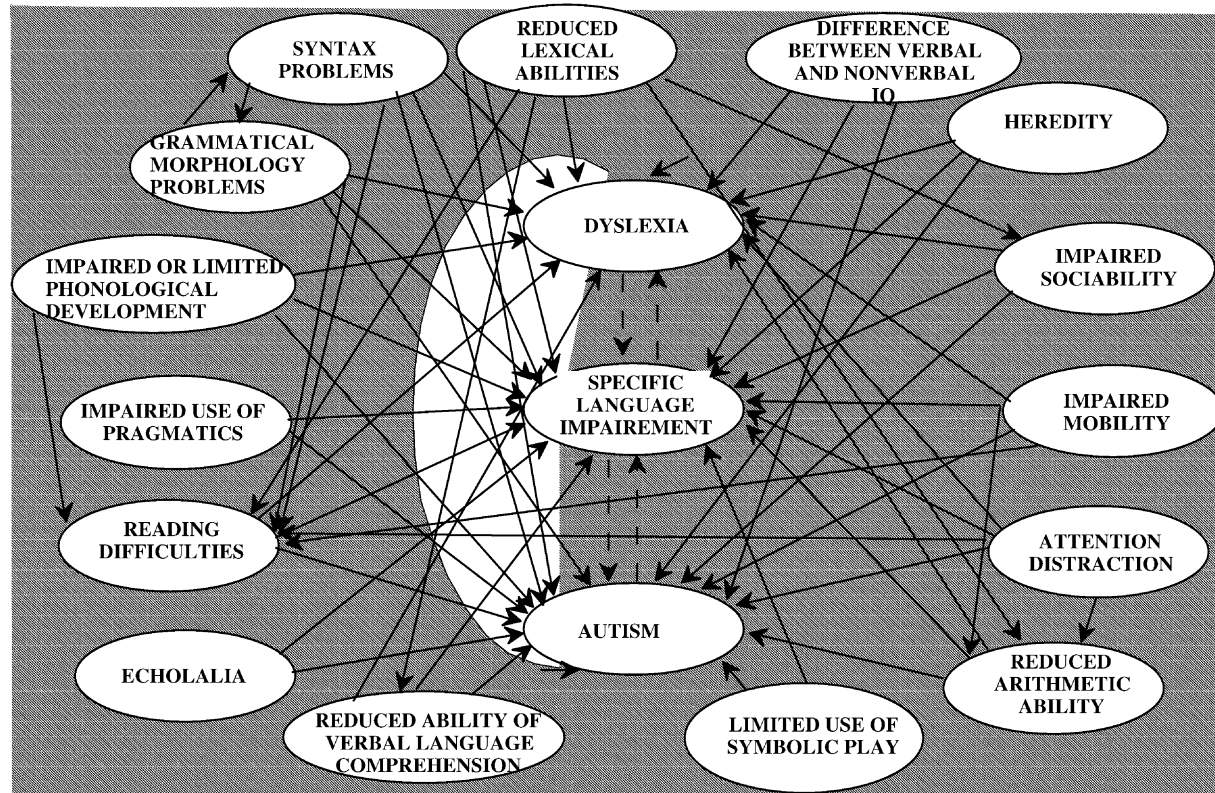 SYNTAX
PROBLEMS
REDUCED
LEXICAL
ABILITIES
DIFFERENCE
BETWEEN VERBAL
AND NONVERBAL
IQ
HEREDITY
GRAMMATICAL
MORPHOLOGY
PROBLEMS
DYSLEXIA
IMPAIRED OR LIMITED
PHONOLOGICAL
DEVELOPMENT
IMPAIRED
SOCIABILITY
SPECIFIC
LANGUAGE
IMPAIREMENT
IMPAIRED USE OF
PRAGMATICS
IMPAIRED
MOBILITY
READING
DIFFICULTIES
ATTENTION
DISTRACTION
AUTISM
ECHOLALIA
REDUCED
ARITHMETIC
ABILITY
REDUCED ABILITY OF
VERBAL LANGUAGE
COMPREHENSION
LIMITED USE OF
SYMBOLIC PLAY